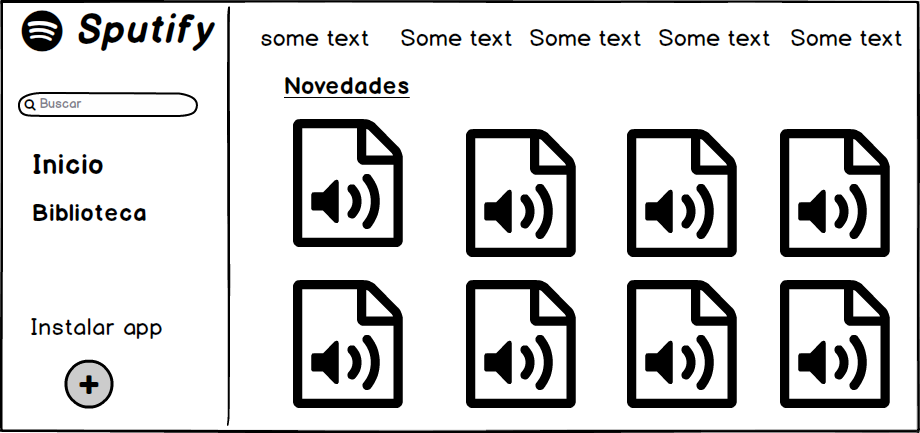 Sputify
Buscar
Inicio
Biblioteca
Instalar app
some text Some text Some text Some text Some text
Novedades